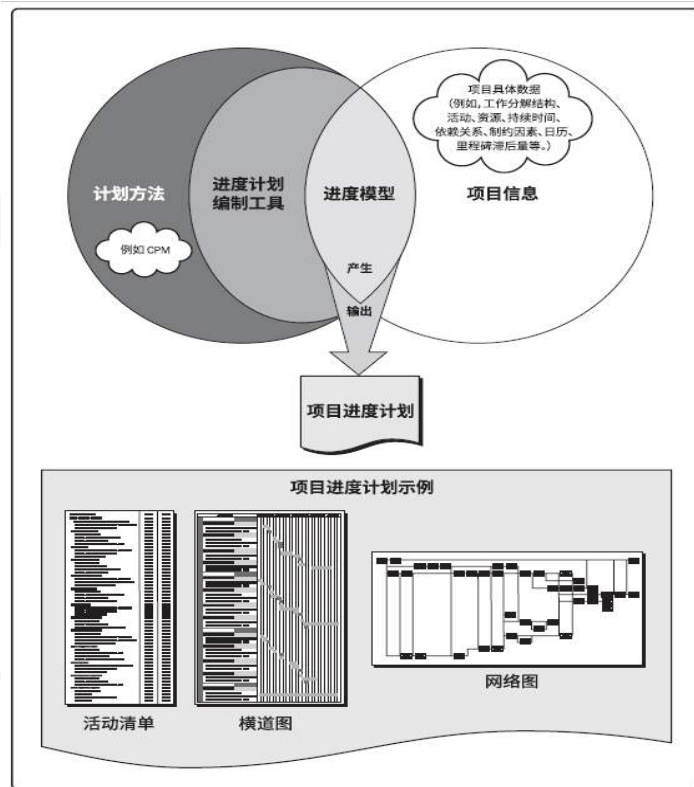 项目具体数据
（例如，工作分解结构、
活动、资源、持续时间、
依赖关系、制约因素、日历、
里程碑滞后量等。）
计划方法
进度计划
编制工具
进度模型
项目信息
例如 CPM
产生
输出
项目进度计划
项目进度计划示例
活动清单
横道图
网络图